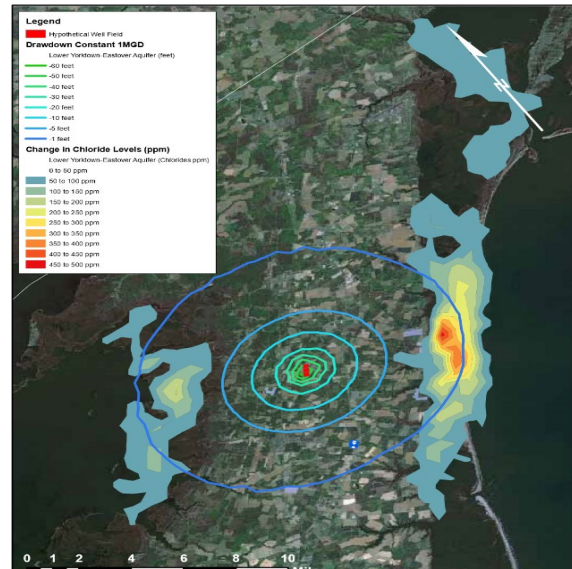 Legend
Hypothetical Well Field
Drawdown Constant 1MGD
Lower Yorktown-Eastover Aquifer (feet)
-60 feet
-50 feet
-40 feet
-30 feet
-20 feet
-10 feet
-5 feet
-1 feet
Change in Chloride Levels (ppm)
Lower Yorktown-Eastover Aquifer (Chlorides ppm)
0 to 50 ppm
50 to 100 ppm
100 to 150 ppm
150 to 200 ppm
200 to 250 ppm
250 to 300 ppm
300 to 350 ppm
350 to 400 ppm
400 to 450 ppm
450 to 500 ppm
N
0 1 2 4 6 8 10